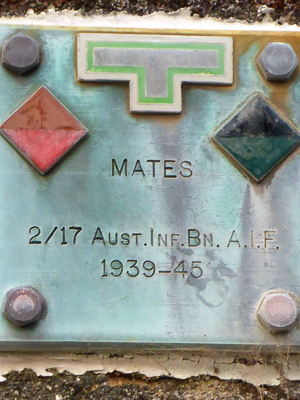 MATES
2/17 AUST.INF.BN. A.I.F.
1939-45